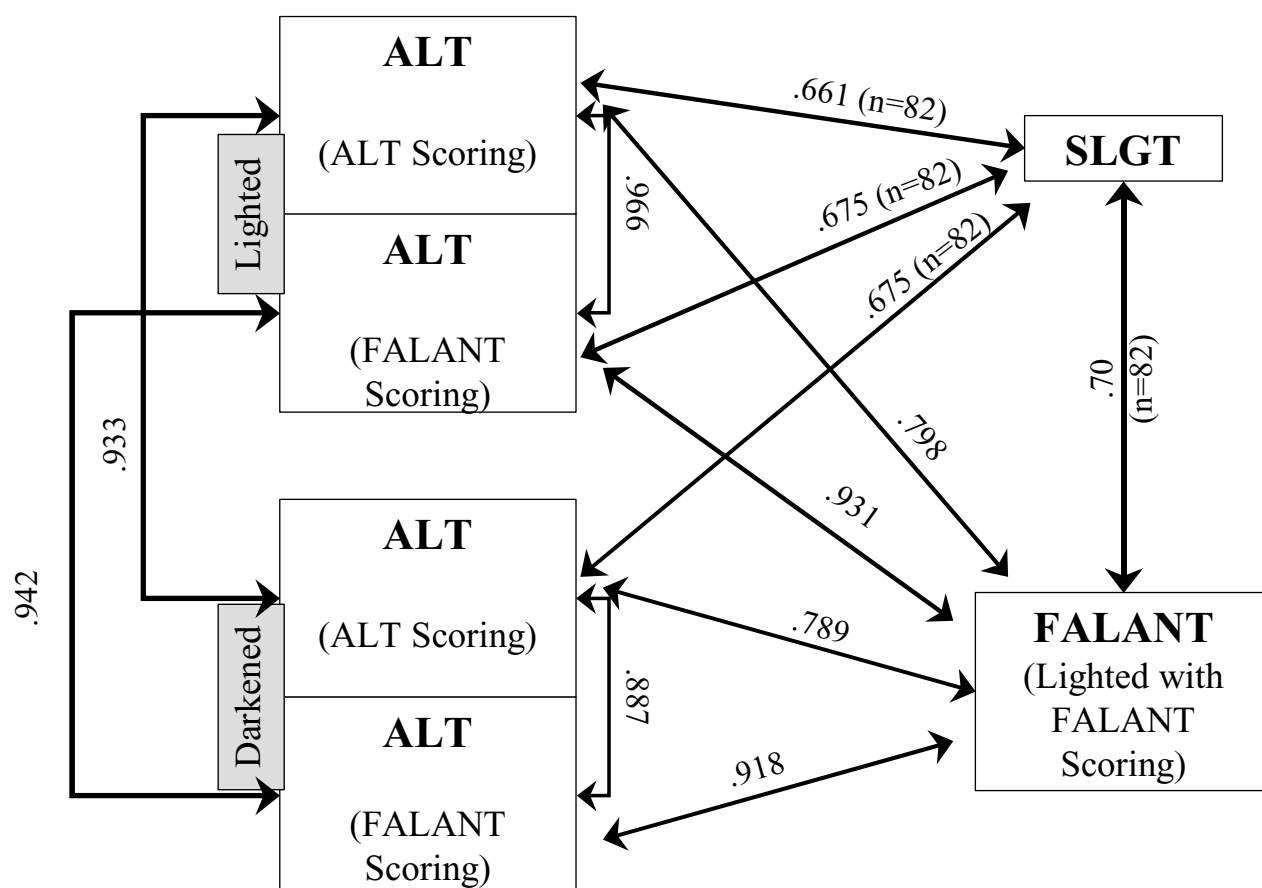 ALT
(ALT Scoring)
ALT
(FALANT
Scoring)
Lighted
.996
.661 (n=82)
SLGT
.675 (n=82)
.675 (n=82)
.70
(n=82)
.798
.931
.933
.942
ALT
(ALT Scoring)
ALT
(FALANT
Scoring)
Darkened
.887
.789
.918
FALANT
(Lighted with
FALANT
Scoring)